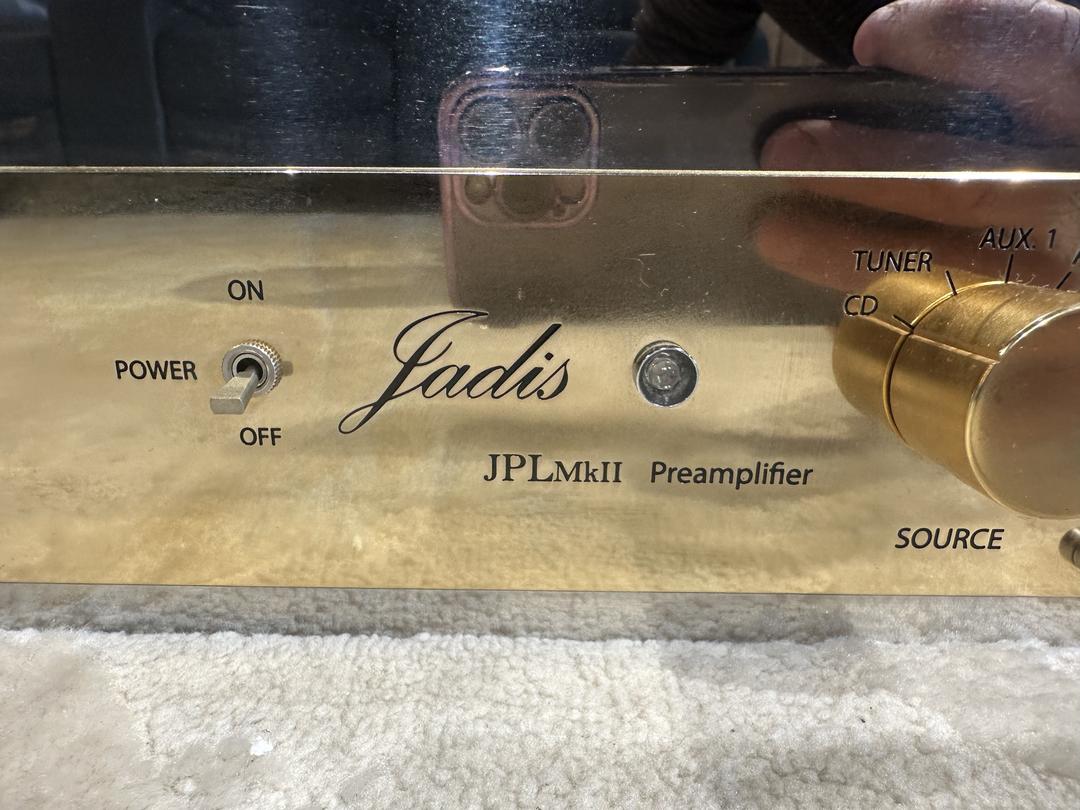 AUX. 1
TUNER
CD
ON
POWER
OFF
Jadis
JPLMkII Preamplifier
SOURCE